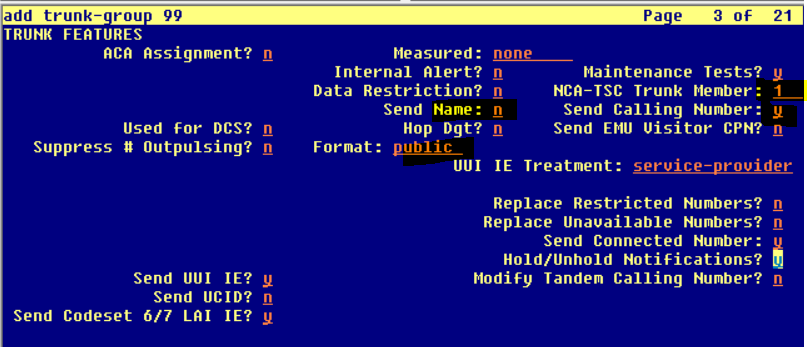 add trunk-group 99 Page 3 of 21
TRUNK FEATURES
ACA Assignment? n Measured: none
Internal Alert? n Maintenance Tests? y
Data Restriction? n NCA-TSC Trunk Member: 1
Send Name: n Send Calling Number: y
Used for DCS? n Hop Dgt? n Send EMU Visitor CPN? n
Suppress # Outpulsing? n Format: public
UUI IE Treatment: service-provider
Replace Restricted Numbers? n
Replace Unavailable Numbers? n
Send Connected Number: y
Hold/Unhold Notifications? y
Send UUI IE? y Modify Tandem Calling Number? n
Send UCID? n
Send Codeset 6/7 LAI IE? y